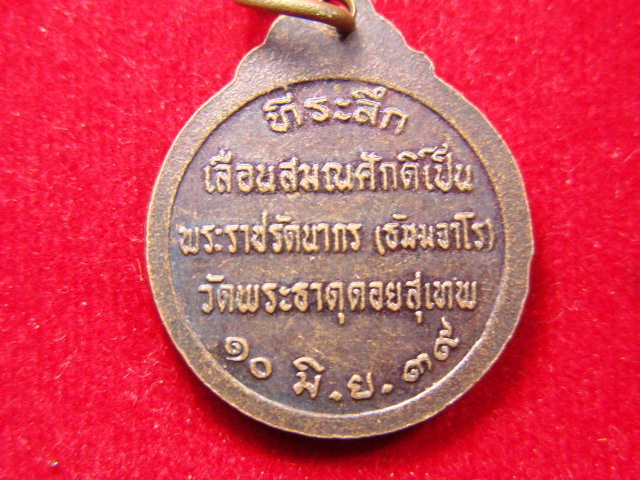 ที่ระลึก
เลื่อนสมณศักดิ์เป็น
พระราชรัตนากร (ธัมมจาโร)
วัดพระธาตุดอยสุเทพ
๑๐ มิ.ย. ๓๙